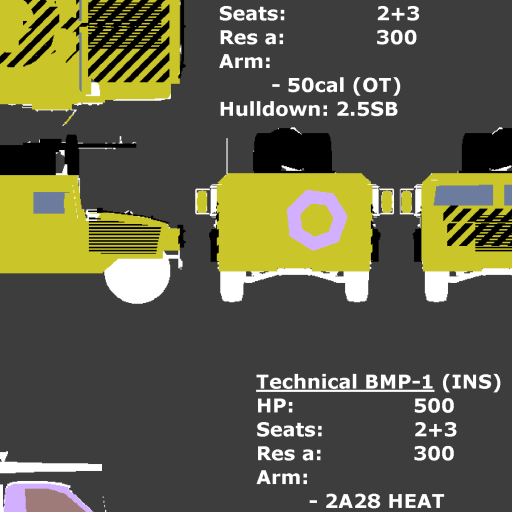 Seats: 2+3
Res a: 300
Arm:
- 50cal (OT)
Hulldown: 2.5SB
Technical BMP-1 (INS)
HP: 500
Seats: 2+3
Res a: 300
Arm:
- 2A28 HEAT